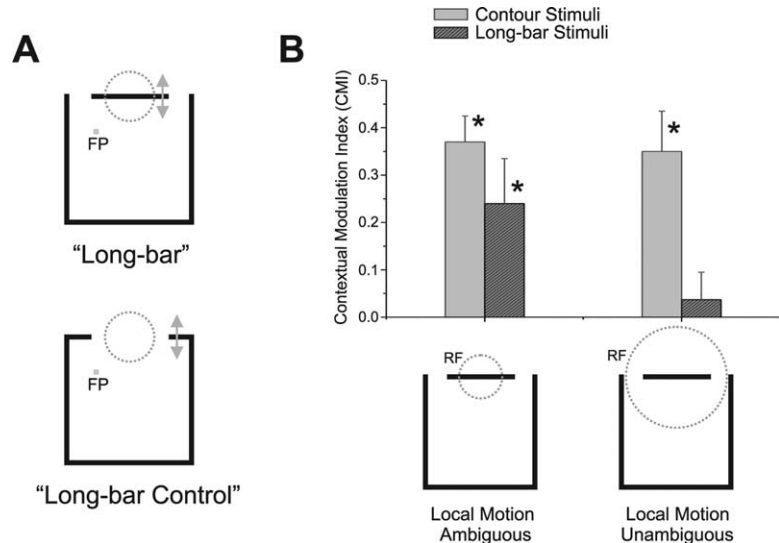 A
FP
“Long-bar”
FP
“Long-bar Control”
B
Contour Stimuli
Long-bar Stimuli
Contextual Modulation Index (CMI)
0.5
0.4
0.3
0.2
0.1
0.0
*
*
*
RF
RF
Local Motion
Ambiguous
Local Motion
Unambiguous